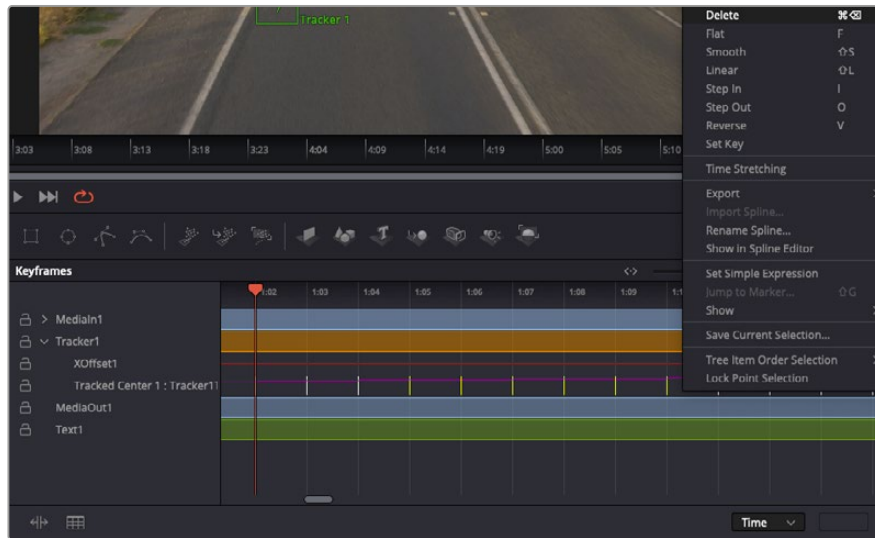 Tracker 1
3:03 3:08 3:13 3:18 3:23 4:04 4:09 4:14 4:19 5:00 5:05 5:10
Delete ⌘⌫
Flat F
Smooth ⇧S
Linear ⇧L
Step In I
Step Out O
Reverse V
Set Key
Time Stretching
Export
Import Spline...
Rename Spline...
Show in Spline Editor
Set Simple Expression
Jump to Marker... ⇧G
Show
Save Current Selection...
Tree Item Order Selection
Lock Point Selection
T
Keyframes
1:02 1:03 1:04 1:05 1:06 1:07 1:08 1:09
MediaIn1
Tracker1
XOffset1
Tracked Center 1 : Tracker1
MediaOut1
Text1
Time